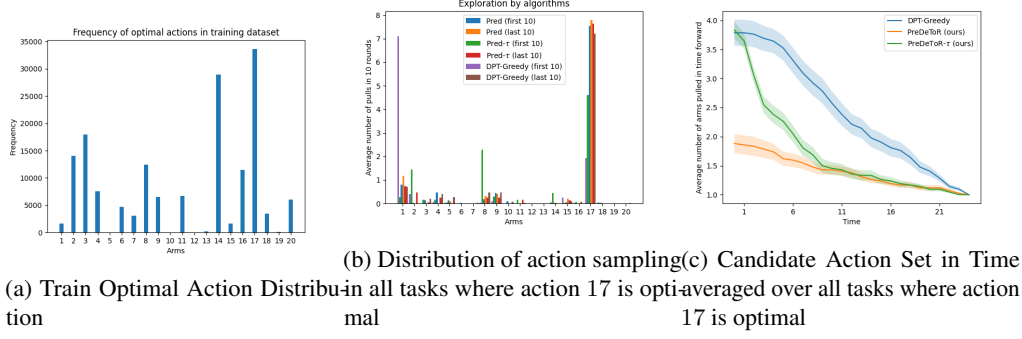 Frequency of optimal actions in training dataset
35000
30000
25000
20000
15000
10000
5000
0
Frequency
1 2 3 4 5 6 7 8 9 10 11 12 13 14 15 16 17 18 19 20
Arms
(a) Train Optimal Action Distribu-
tion
Exploration by algorithms
8
7
6
5
4
3
2
1
0
Average number of pulls in 10 rounds
Pred (first 10)
Pred (last 10)
Pred-τ (first 10)
Pred-τ (last 10)
DPT-Greedy (first 10)
DPT-Greedy (last 10)
1 2 3 4 5 6 7 8 9 10 11 12 13 14 15 16 17 18 19 20
Arms
(b) Distribution of action sampling
in all tasks where action 17 is opti-
mal
4.0
3.5
3.0
2.5
2.0
1.5
1.0
Average number of arms pulled in time forward
DPT-Greedy
PreDeToR (ours)
PreDeToR-τ (ours)
1 6 11 16 21
Time
(c) Candidate Action Set in Time
averaged over all tasks where action
17 is optimal